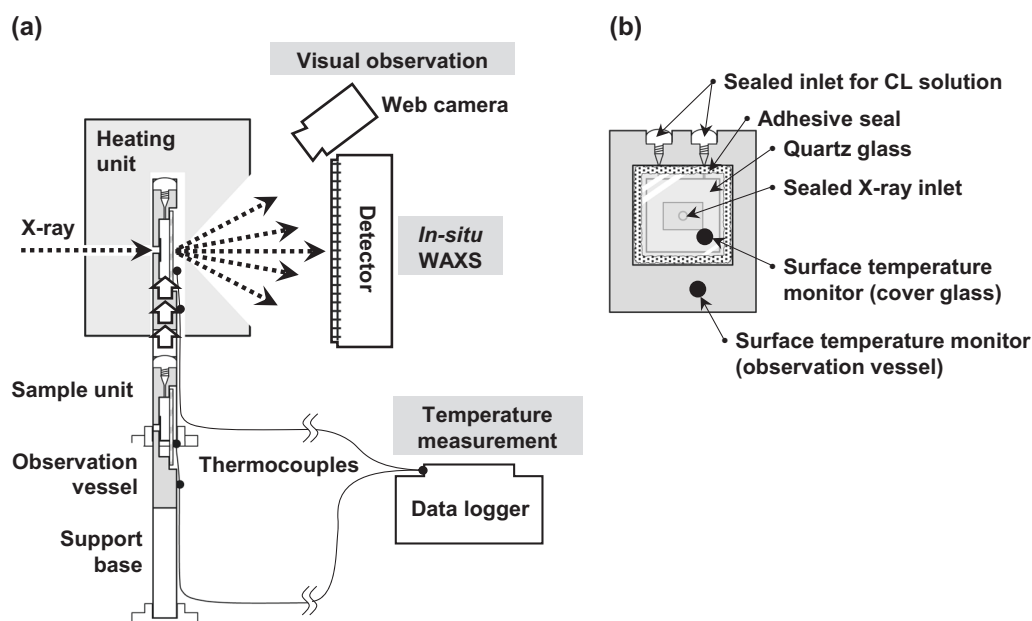 (a)
Visual observation
Web camera
Heating
unit
X-ray
Detector
In-situ
WAXS
Sample unit
Temperature
measurement
Observation
vessel
Thermocouples
Data logger
Support
base
(b)
Sealed inlet for CL solution
Adhesive seal
Quartz glass
Sealed X-ray inlet
Surface temperature
monitor (cover glass)
Surface temperature monitor
(observation vessel)